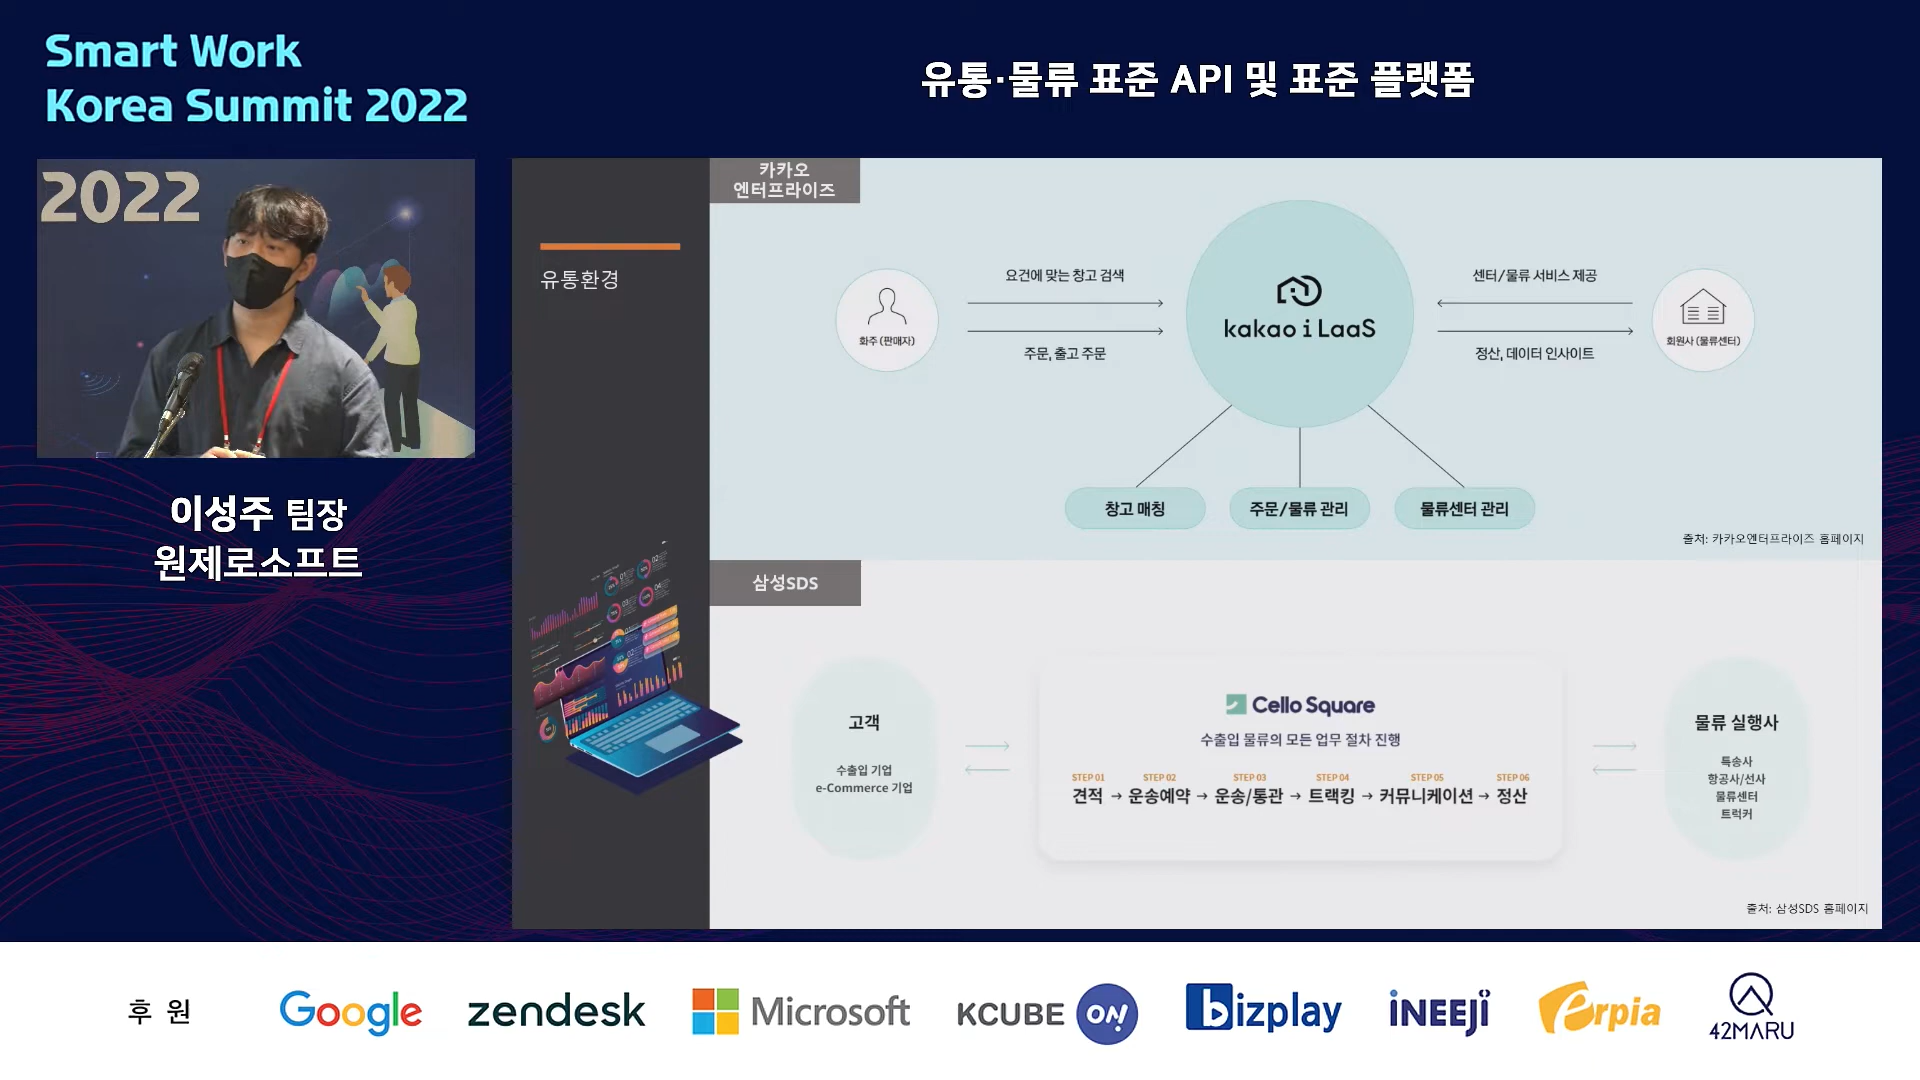 Smart Work
Korea Summit 2022
유통·물류 표준 API 및 표준 플랫폼
2022
이성주 팀장
원제로소프트
유통환경
카카오
엔터프라이즈
화주 (판매자)
요건에 맞는 창고 검색
주문, 출고 주문
kakao i LaaS
센터/물류 서비스 제공
정산, 데이터 인사이트
회원사 (물류센터)
창고 매칭
주문/물류 관리
물류센터 관리
출처: 카카오엔터프라이즈 홈페이지
삼성SDS
고객
수출입 기업
e-Commerce 기업
Cello Square
수출입 물류의 모든 업무 절차 진행
STEP 01 STEP 02 STEP 03 STEP 04 STEP 05 STEP 06
견적 → 운송예약 → 운송/통관 → 트랙킹 → 커뮤니케이션 → 정산
물류 실행사
특송사
항공사/선사
물류센터
트럭커
출처: 삼성SDS 홈페이지
후 원
Google
zendesk
Microsoft
KCUBE ON!
bizplay
iNEEJi
erpia
42MARU